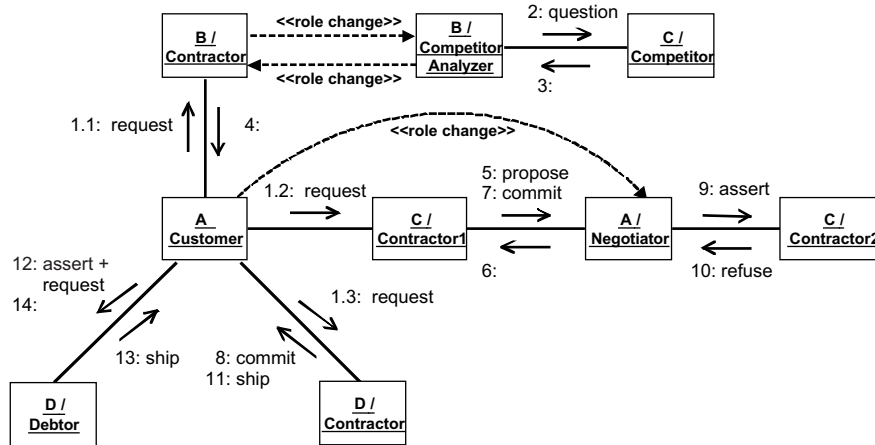 <<role change>>
2: question
B /
Contractor
B /
Competitor
Analyzer
C /
Competitor
<<role change>>
3:
1.1: request
4:
<<role change>>
5: propose
7: commit
1.2: request
9: assert
A
Customer
C /
Contractor1
A /
Negotiator
C /
Contractor2
6:
10: refuse
12: assert +
request
14:
1.3: request
13: ship
8: commit
11: ship
D /
Debtor
D /
Contractor